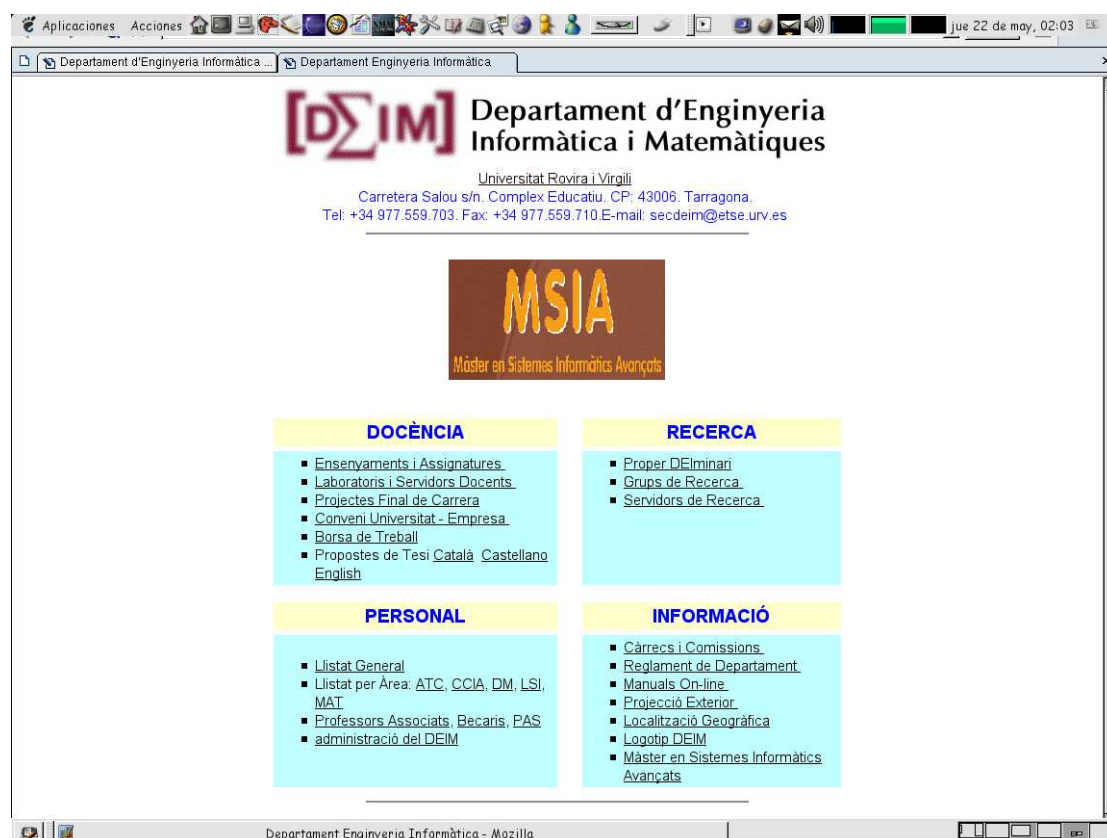 Aplicaciones Acciones jue 22 de may, 02:03
Departament d'Enginyeria Informàtica ... Departament Enginyeria Informàtica
[DΣIM] Departament d'Enginyeria
Informàtica i Matemàtiques
Universitat Rovira i Virgili
Carretera Salou s/n. Complex Educatiu. CP: 43006. Tarragona.
Tel: +34 977.559.703. Fax: +34 977.559.710.E-mail: secdeim@etse.urv.es
MSIA
Màster en Sistemes Informàtics Avançats
DOCÈNCIA
Ensenyaments i Assignatures
Laboratoris i Servidors Docents
Projectes Final de Carrera
Conveni Universitat - Empresa
Borsa de Treball
Propostes de Tesi Català Castellano
English
RECERCA
Proper DEIminari
Grups de Recerca
Servidors de Recerca
PERSONAL
Llistat General
Llistat per Àrea: ATC, CCIA, DM, LSI,
MAT
Professors Associats, Becaris, PAS
administració del DEIM
INFORMACIÓ
Càrrecs i Comissions
Reglament de Departament
Manuals On-line
Projecció Exterior
Localització Geogràfica
Logotip DEIM
Màster en Sistemes Informàtics
Avançats
Departament Enginyeria Informàtica - Mozilla